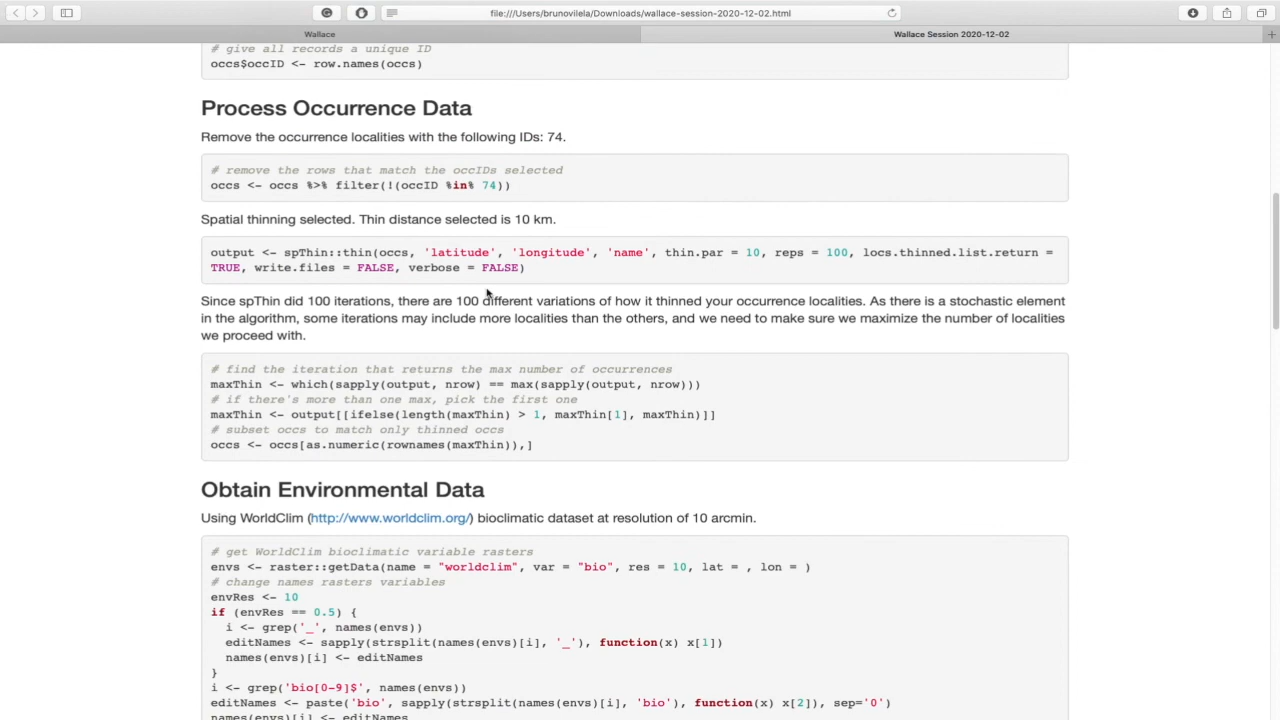 file:///Users/brunovilela/Downloads/wallace-session-2020-12-02.html
Wallace
Wallace Session 2020-12-02
# give all records a unique ID
occs$occID <- row.names(occs)
Process Occurrence Data
Remove the occurrence localities with the following IDs: 74.
# remove the rows that match the occIDs selected
occs <- occs %>% filter(!(occID %in% 74))
Spatial thinning selected. Thin distance selected is 10 km.
output <- spThin::thin(occs, 'latitude', 'longitude', 'name', thin.par = 10, reps = 100, locs.thinned.list.return =
TRUE, write.files = FALSE, verbose = FALSE)
Since spThin did 100 iterations, there are 100 different variations of how it thinned your occurrence localities. As there is a stochastic element
in the algorithm, some iterations may include more localities than the others, and we need to make sure we maximize the number of localities
we proceed with.
# find the iteration that returns the max number of occurrences
maxThin <- which(sapply(output, nrow) == max(sapply(output, nrow)))
# if there's more than one max, pick the first one
maxThin <- output[[ifelse(length(maxThin) > 1, maxThin[1], maxThin)]]
# subset occs to match only thinned occs
occs <- occs[as.numeric(rownames(maxThin)),]
Obtain Environmental Data
Using WorldClim (http://www.worldclim.org/) bioclimatic dataset at resolution of 10 arcmin.
# get WorldClim bioclimatic variable rasters
envs <- raster::getData(name = "worldclim", var = "bio", res = 10, lat = , lon = )
# change names rasters variables
envRes <- 10
if (envRes == 0.5) {
i <- grep('_', names(envs))
editNames <- sapply(strsplit(names(envs)[i], '_'), function(x) x[1])
names(envs)[i] <- editNames
}
i <- grep('bio[0-9]$', names(envs))
editNames <- paste('bio', sapply(strsplit(names(envs)[i], 'bio'), function(x) x[2]), sep='0')
names(envs)[i] <- editNames